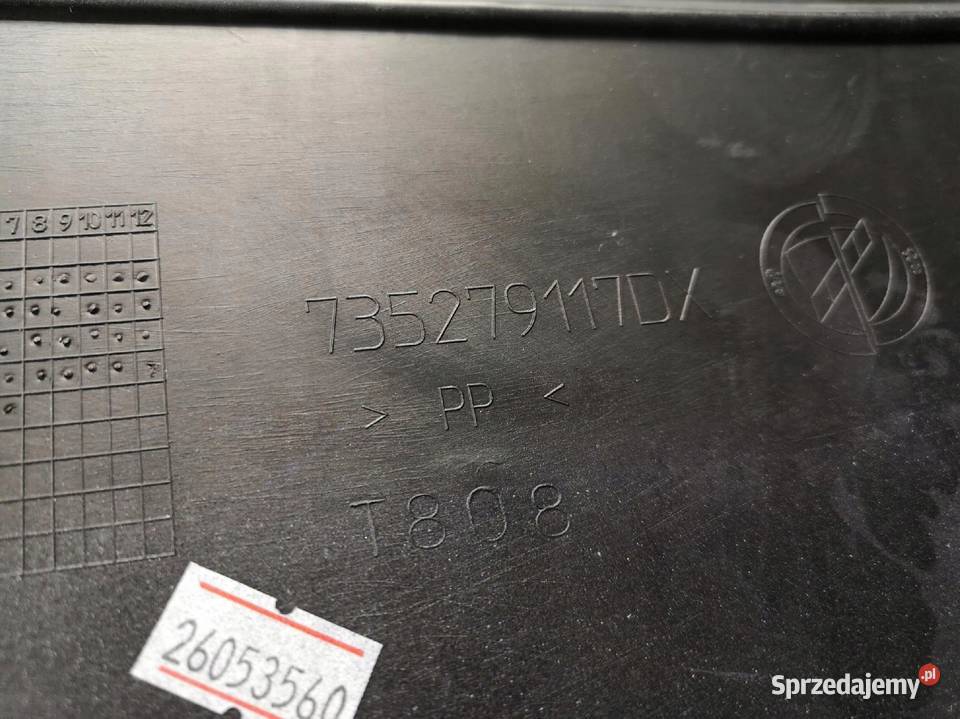 7 8 9 10 11 12
735279117DX
> PP <
T808
26053560
Sprzedajemy.pl